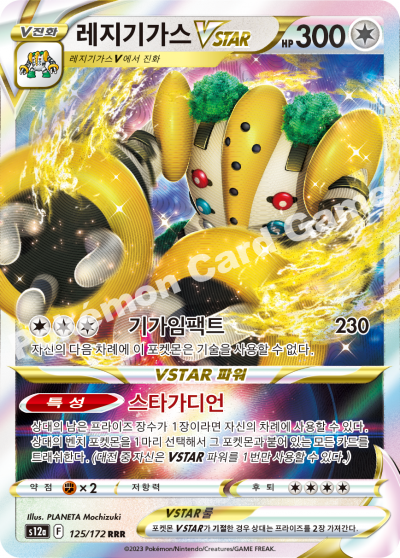 V진화 레지기가스 VSTAR HP 300
레지기가스V에서 진화
Pokémon Card Game
기가임팩트 230
자신의 다음 차례에 이 포켓몬은 기술을 사용할 수 없다.
VSTAR 파워
특성 스타가디언
상대의 남은 프라이즈 장수가 1장이라면 자신의 차례에 사용할 수 있다.
상대의 벤치 포켓몬을 1마리 선택해서 그 포켓몬과 붙어 있는 모든 카드를
트래쉬한다. (대전 중 자신은 VSTAR 파워를 1번만 사용할 수 있다.)
약점 ×2 저항력 후퇴
Illus. PLANETA Mochizuki
VSTAR 룰
s12a F 125/172 RRR
포켓몬 VSTAR가 기절한 경우 상대는 프라이즈를 2장 가져간다.
©2023 Pokémon/Nintendo/Creatures/GAME FREAK.